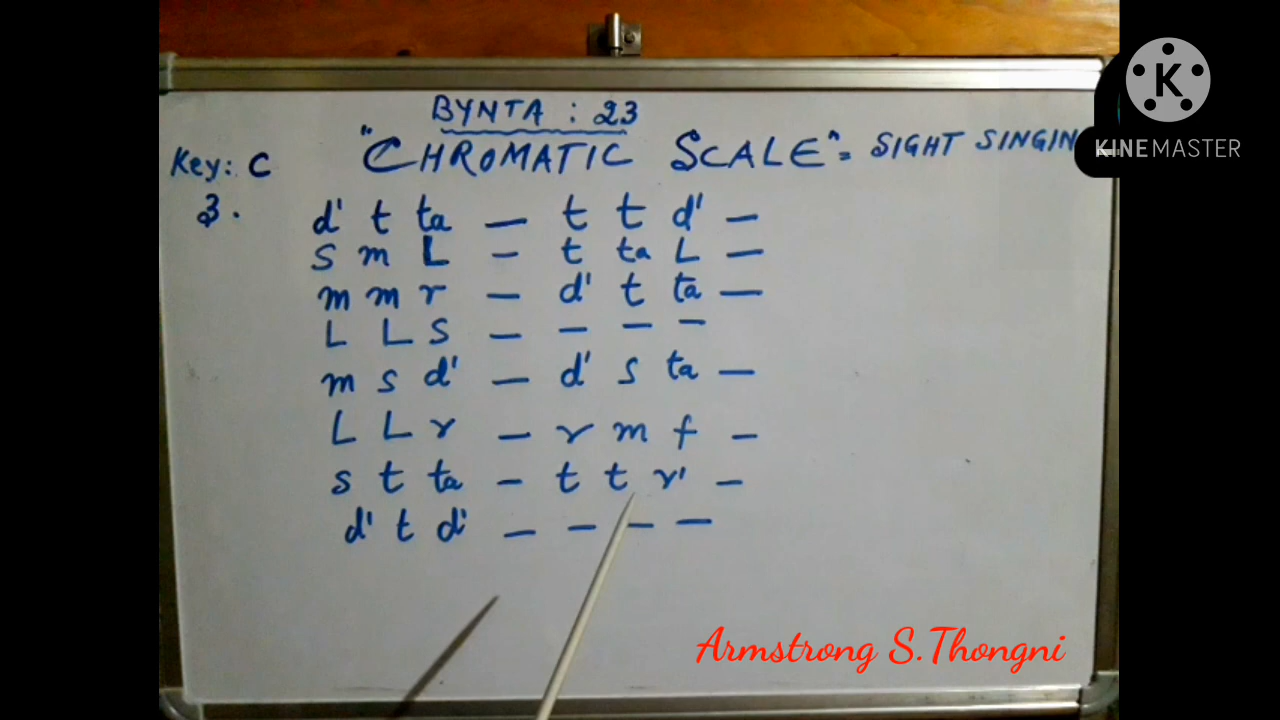 BYNTA : 23
Key: C "CHROMATIC SCALE" = SIGHT SINGIN
KINEMASTER
3. d' t ta — t t d' —
s m L — t ta L —
m m r — d' t ta —
L L S — — — —
m s d' — d' s ta —
L L r — r m f —
s t ta — t t r' —
d' t d' — — — —
Armstrong S.Thongni